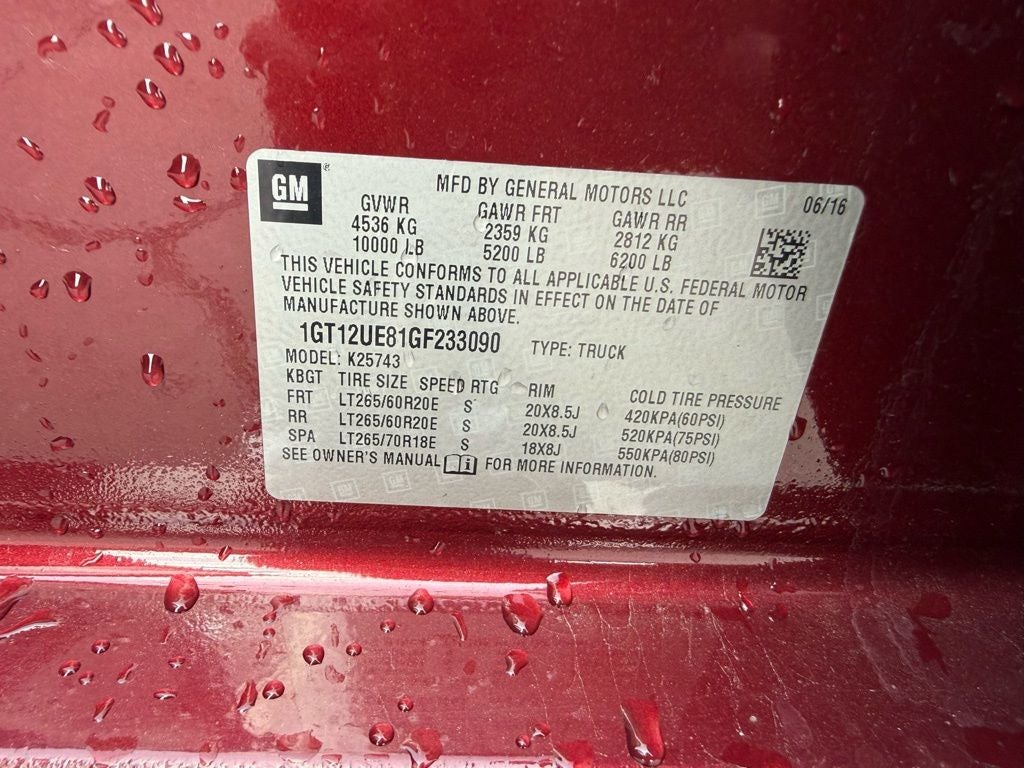 GM®
MFD BY GENERAL MOTORS LLC
06/16
GVWR GAWR FRT GAWR RR
4536 KG 2359 KG 2812 KG
10000 LB 5200 LB 6200 LB
THIS VEHICLE CONFORMS TO ALL APPLICABLE U.S. FEDERAL MOTOR
VEHICLE SAFETY STANDARDS IN EFFECT ON THE DATE OF
MANUFACTURE SHOWN ABOVE.
1GT12UE81GF233090 TYPE: TRUCK
MODEL: K25743
KBGT TIRE SIZE SPEED RTG RIM COLD TIRE PRESSURE
FRT LT265/60R20E S 20X8.5J 420KPA(60PSI)
RR LT265/60R20E S 20X8.5J 520KPA(75PSI)
SPA LT265/70R18E S 18X8J 550KPA(80PSI)
SEE OWNER'S MANUAL FOR MORE INFORMATION.